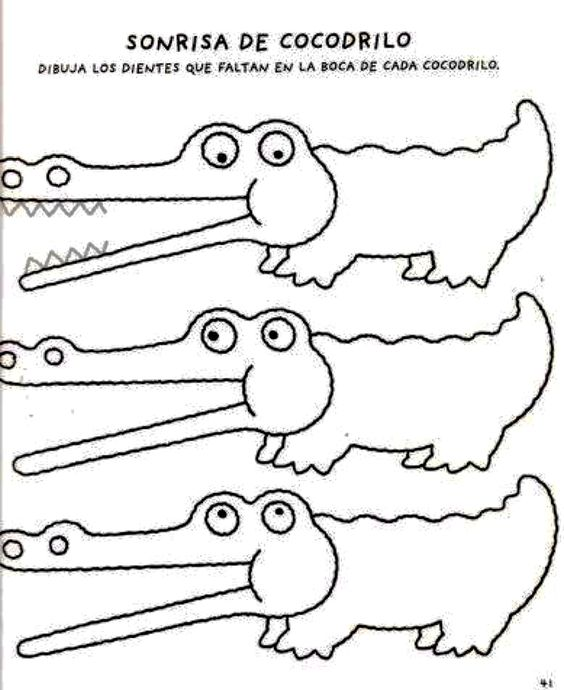 SONRISA DE COCODRILO
DIBUJA LOS DIENTES QUE FALTAN EN LA BOCA DE CADA COCODRILO.
41